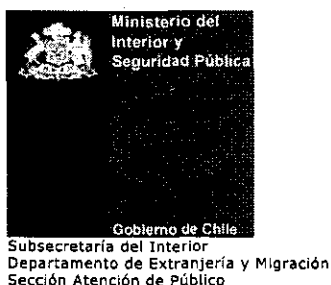 Ministerio del
Interior y
Seguridad Pública
Gobierno de Chile
Subsecretaría del Interior
Departamento de Extranjería y Migración
Sección Atención de Público